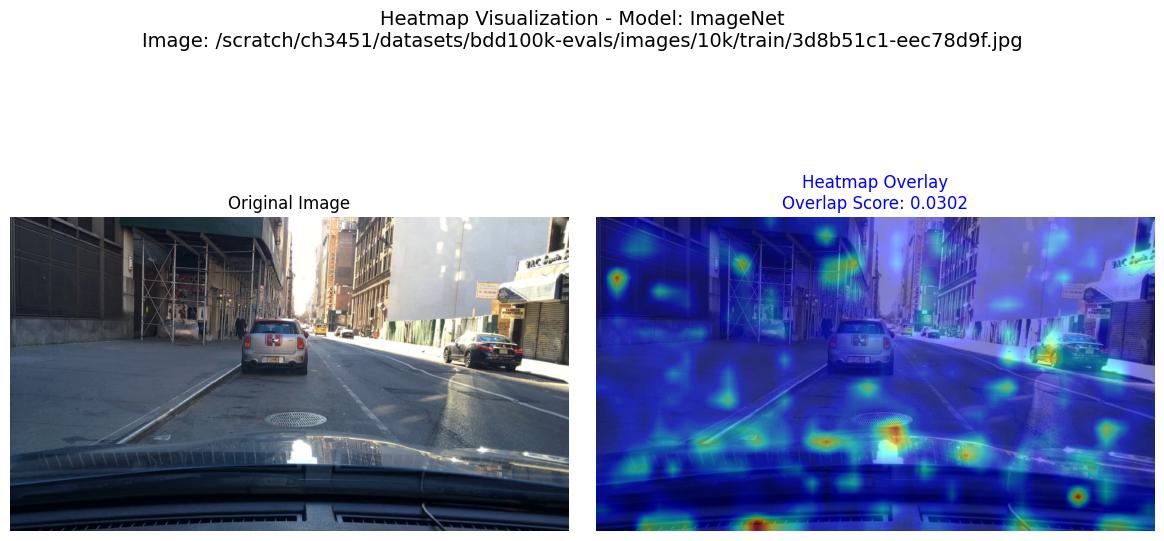 Heatmap Visualization - Model: ImageNet
Image: /scratch/ch3451/datasets/bdd100k-evals/images/10k/train/3d8b51c1-eec78d9f.jpg
Original Image
Heatmap Overlay
Overlap Score: 0.0302